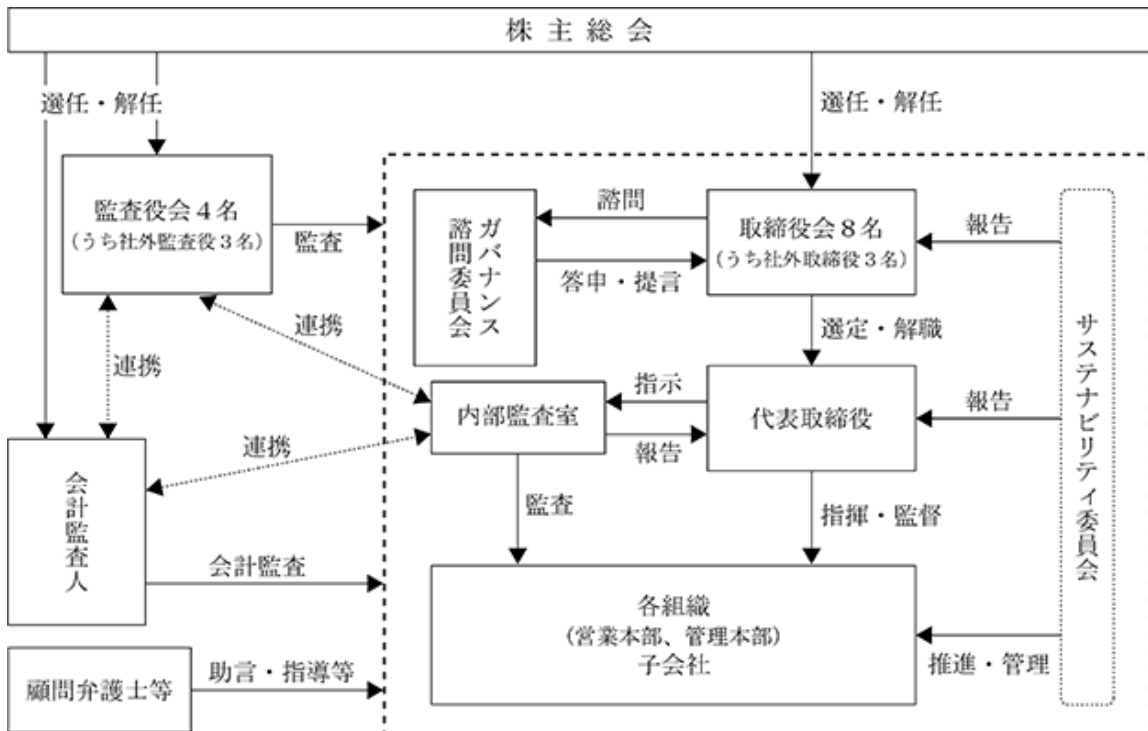 株主総会
選任・解任
選任・解任
監査役会4名
（うち社外監査役3名）
監査
ガバナンス
諮問委員会
諮問
答申・提言
取締役会8名
（うち社外取締役3名）
報告
連携
連携
選定・解職
サステナビリティ委員会
指示
内部監査室
報告
代表取締役
報告
連携
会計監査人
監査
指揮・監督
会計監査
各組織
（営業本部、管理本部）
子会社
推進・管理
顧問弁護士等
助言・指導等